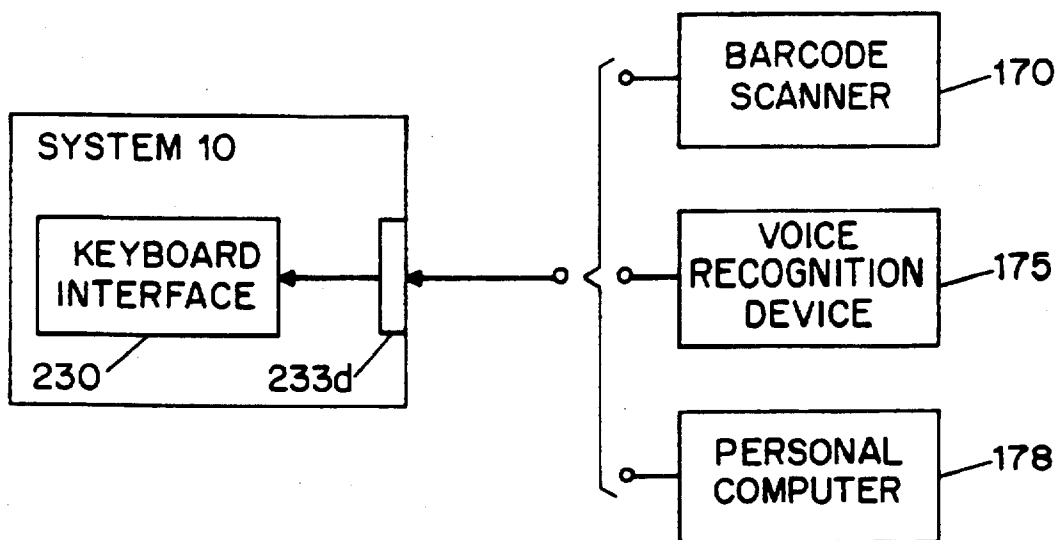 SYSTEM 10
KEYBOARD
INTERFACE
230
233d
BARCODE
SCANNER
170
VOICE
RECOGNITION
DEVICE
175
PERSONAL
COMPUTER
178